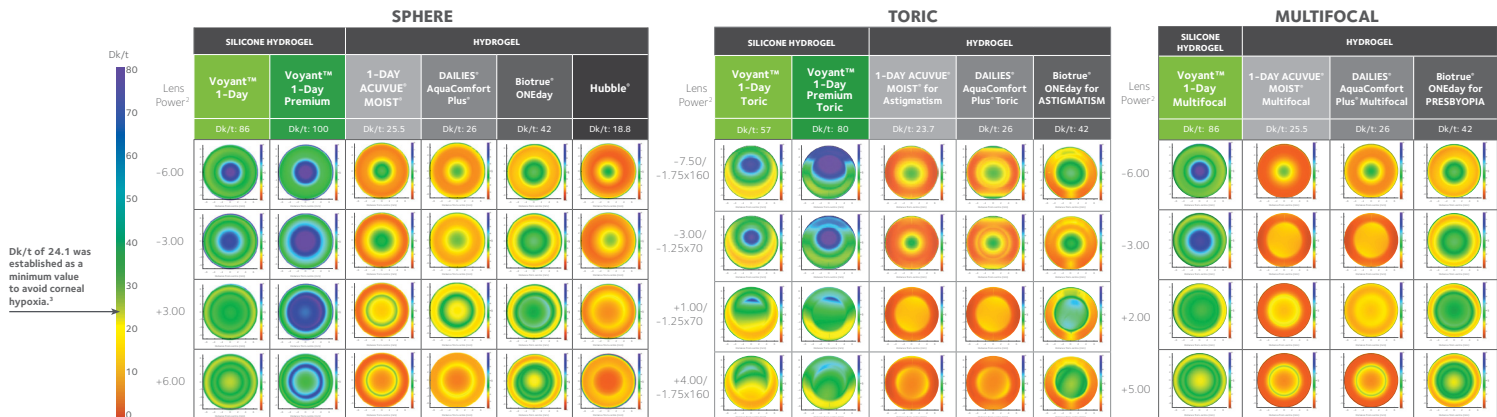 SPHERE
TORIC
MULTIFOCAL
SILICONE HYDROGEL
HYDROGEL
SILICONE HYDROGEL
HYDROGEL
SILICONE
HYDROGEL
HYDROGEL
Dk/t
80
70
60
50
40
30
20
10
0
Dk/t of 24.1 was
established as a
minimum value
to avoid corneal
hypoxia.³
Lens
Power²
Voyant™
1-Day
Voyant™
1-Day
Premium
1-DAY
ACUVUE®
MOIST®
DAILIES®
AquaComfort
Plus®
Biotrue®
ONEday
Hubble®
Dk/t: 86
Dk/t: 100
Dk/t: 25.5
Dk/t: 26
Dk/t: 42
Dk/t: 18.8
-6.00
-3.00
+3.00
+6.00
Lens
Power²
Voyant™
1-Day
Toric
Voyant™
1-Day
Premium
Toric
1-DAY ACUVUE®
MOIST® for
Astigmatism
DAILIES®
AquaComfort
Plus® Toric
Biotrue®
ONEday for
ASTIGMATISM
Dk/t: 57
Dk/t: 80
Dk/t: 23.7
Dk/t: 26
Dk/t: 42
-7.50/
-1.75x160
-3.00/
-1.25x70
+1.00/
-1.25x70
+4.00/
-1.75x160
Lens
Power²
Voyant™
1-Day
Multifocal
1-DAY ACUVUE®
MOIST®
Multifocal
DAILIES®
AquaComfort
Plus® Multifocal
Biotrue®
ONEday for
PRESBYOPIA
Dk/t: 86
Dk/t: 25.5
Dk/t: 26
Dk/t: 42
-6.00
-3.00
+2.00
+5.00